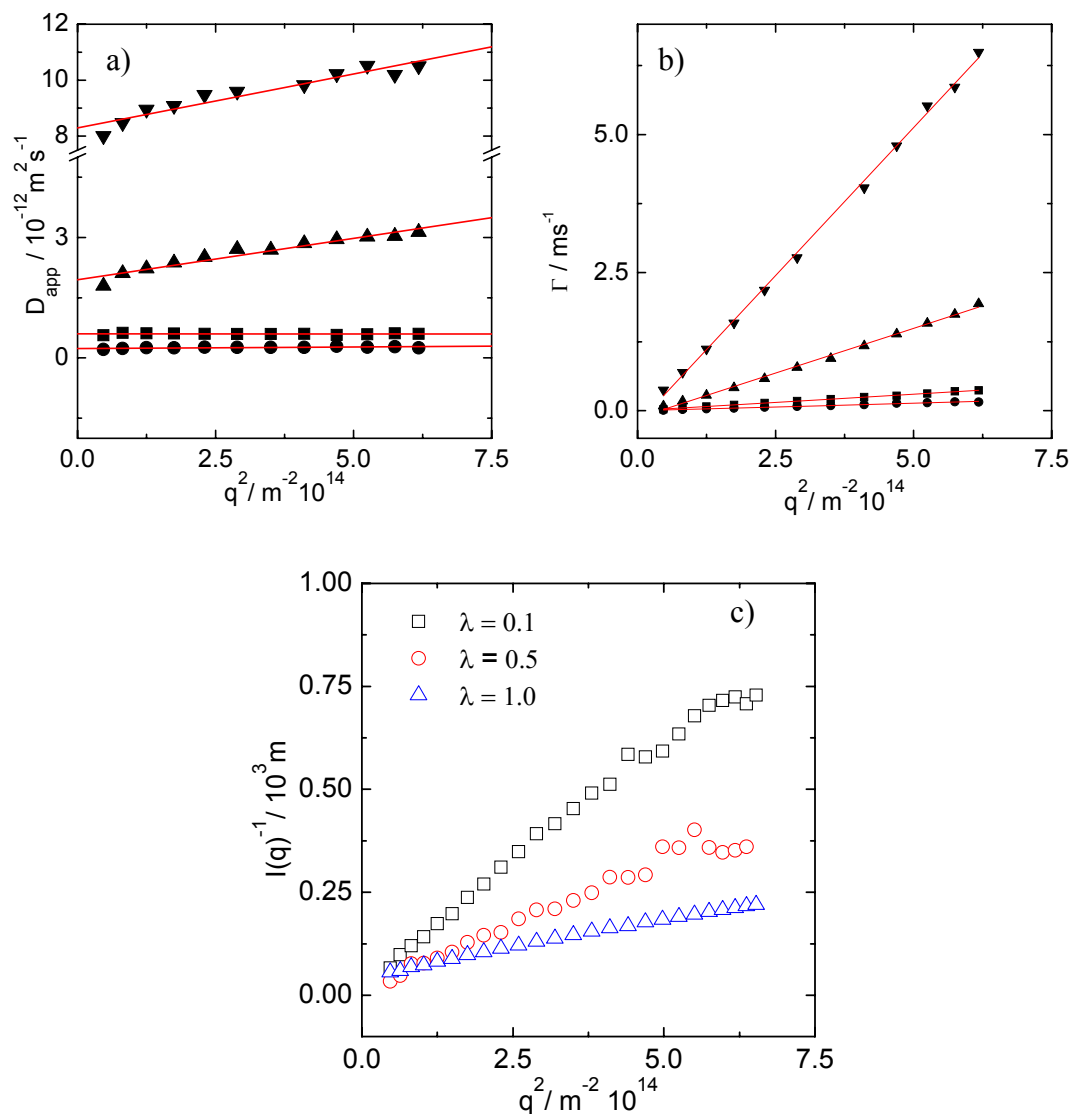 a)
12
10
8
3
0
D_app / 10^-12 m^2 s^-1
0.0 2.5 5.0 7.5
q^2/ m^-2 10^14
b)
5.0
2.5
0.0
Γ / ms^-1
0.0 2.5 5.0 7.5
q^2/ m^-2 10^14
c)
1.00
0.75
0.50
0.25
0.00
I(q)^-1 / 10^3 m
λ = 0.1
λ = 0.5
λ = 1.0
0.0 2.5 5.0 7.5
q^2/ m^-2 10^14